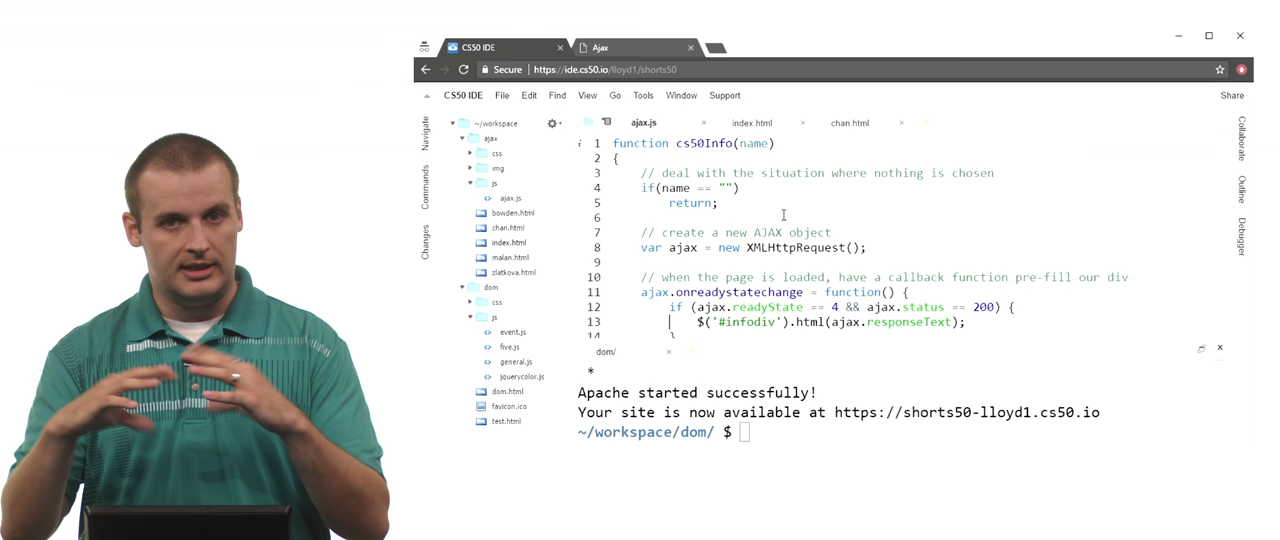 CS50 IDE
Ajax
Secure https://ide.cs50.io/lloyd1/shorts50
CS50 IDE File Edit Find View Go Tools Window Support Share
Navigate
Commands
Changes
~/workspace
ajax
css
img
js
ajax.js
bowden.html
chan.html
index.html
malan.html
zlatkova.html
dom
css
js
event.js
five.js
general.js
jquerycolor.js
dom.html
favicon.ico
test.html
ajax.js index.html chan.html
1 function cs50Info(name)
2 {
3 // deal with the situation where nothing is chosen
4 if(name == "")
5 return;
6
7 // create a new AJAX object
8 var ajax = new XMLHttpRequest();
9
10 // when the page is loaded, have a callback function pre-fill our div
11 ajax.onreadystatechange = function() {
12 if (ajax.readyState == 4 && ajax.status == 200) {
13 $('#infodiv').html(ajax.responseText);
14 }
dom/
*
Apache started successfully!
Your site is now available at https://shorts50-lloyd1.cs50.io
~/workspace/dom/ $
Collaborate
Outline
Debugger